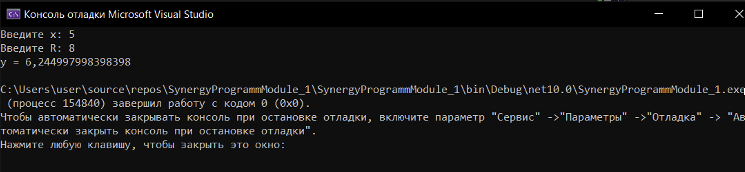 Консоль отладки Microsoft Visual Studio
Введите x: 5
Введите R: 8
y = 6,244997998398398
C:\Users\user\source\repos\SynergyProgrammModule_1\SynergyProgrammModule_1\bin\Debug\net10.0\SynergyProgrammModule_1.exe
(процесс 154840) завершил работу с кодом 0 (0x0).
Чтобы автоматически закрывать консоль при остановке отладки, включите параметр "Сервис" ->"Параметры" ->"Отладка" -> "Ав
томатически закрыть консоль при остановке отладки".
Нажмите любую клавишу, чтобы закрыть это окно: